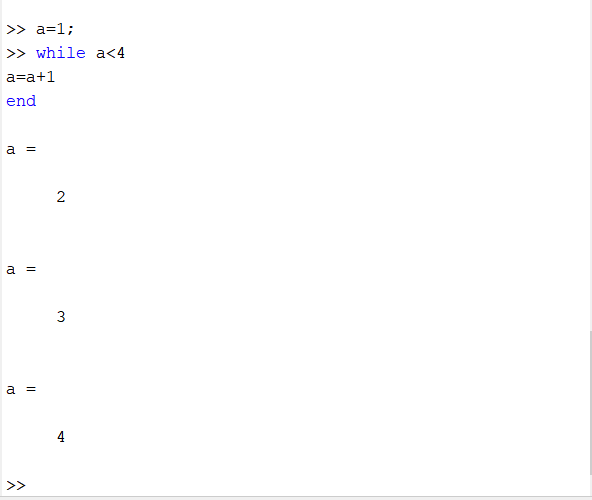 >> a=1;
>> while a<4
a=a+1
end
a =
2
a =
3
a =
4
>>